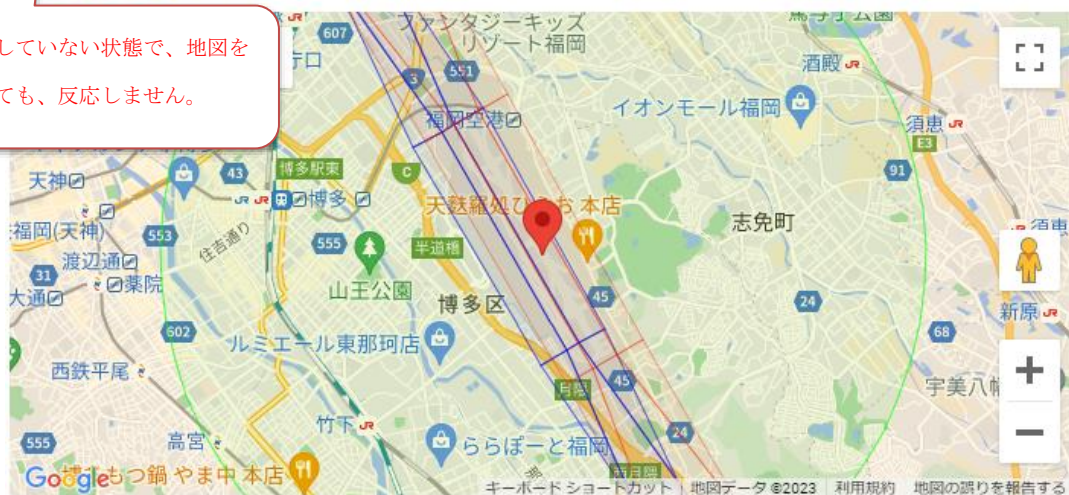 していない状態で、地図を
ても、反応しません。
607
ファンタジーキッズ
リゾート福岡
酒殿
JR
3
551
福岡空港
イオンモール福岡
須恵
JR
E3
天神
43
博多駅東
C
91
JR
JR
博多
天麩羅処ひらお 本店
志免町
福岡(天神)
553
住吉通り
555
半道橋
渡辺通
31
薬院
大通
山王公園
45
博多区
24
新原
JR
602
68
ルミエール東那珂店
西鉄平尾
月隈
45
宇美八幡
竹下
JR
24
555
高宮
ららぽーと福岡
Google
もつ鍋 やま中 本店
キーボード ショートカット
地図データ ©2023
利用規約
地図の誤りを報告する